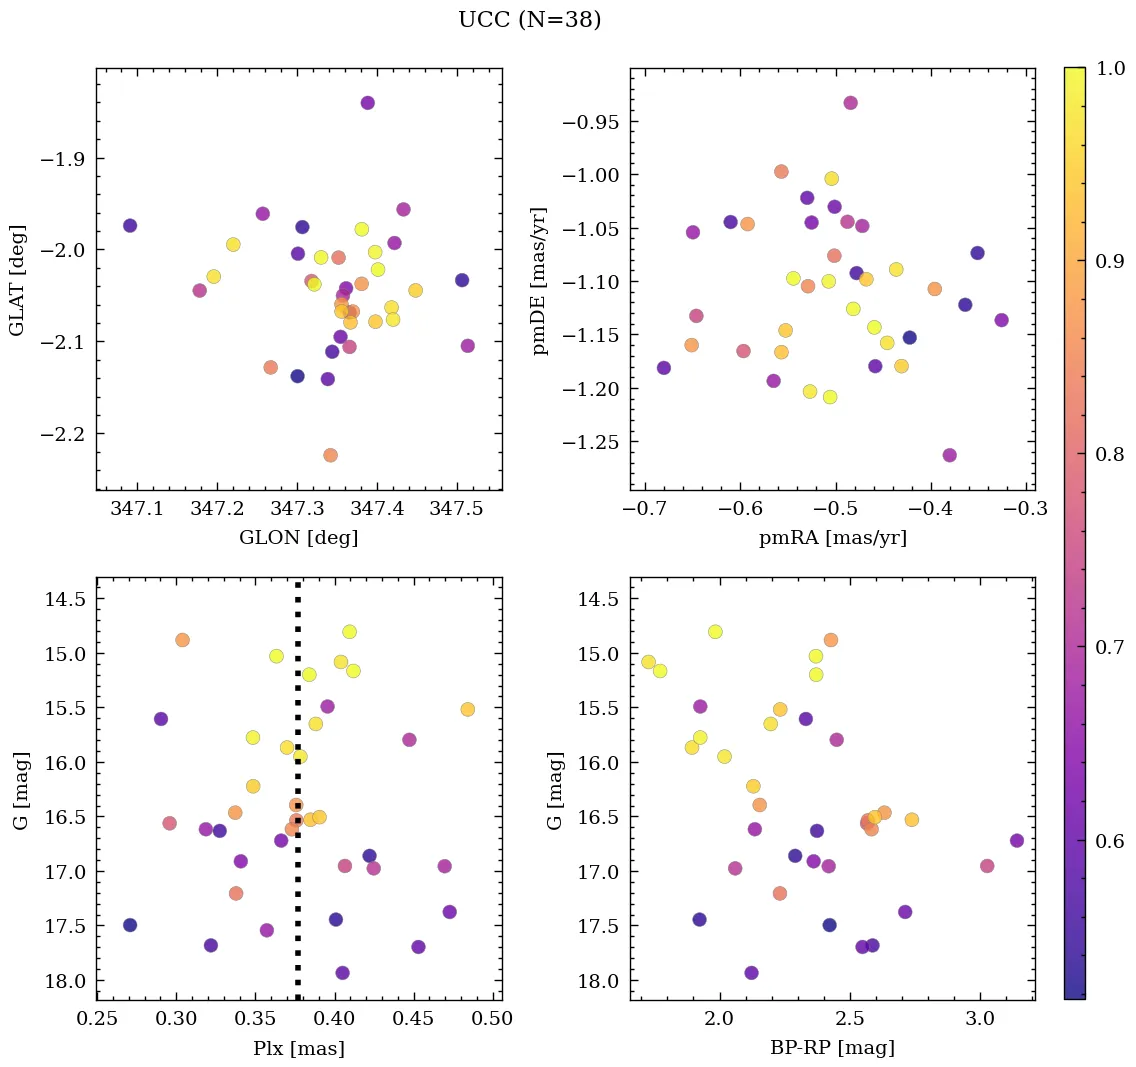 UCC (N=38)
−1.9
−2.0
−2.1
−2.2
GLAT [deg]
347.1 347.2 347.3 347.4 347.5
GLON [deg]
−0.95
−1.00
−1.05
−1.10
−1.15
−1.20
−1.25
pmDE [mas/yr]
−0.7 −0.6 −0.5 −0.4 −0.3
pmRA [mas/yr]
14.5
15.0
15.5
16.0
16.5
17.0
17.5
18.0
G [mag]
0.25 0.30 0.35 0.40 0.45 0.50
Plx [mas]
14.5
15.0
15.5
16.0
16.5
17.0
17.5
18.0
G [mag]
2.0 2.5 3.0
BP-RP [mag]
1.0
0.9
0.8
0.7
0.6